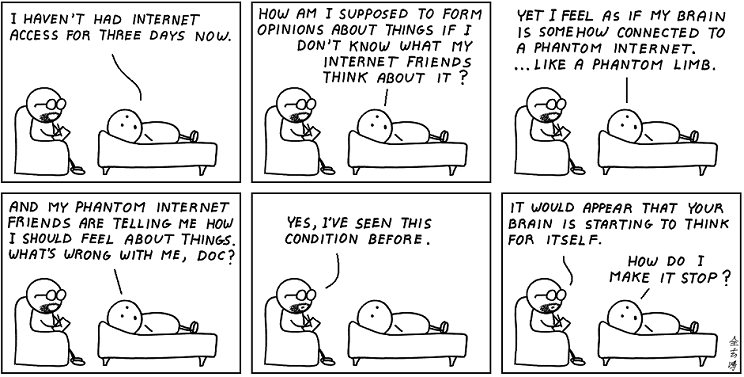 I HAVEN'T HAD INTERNET
ACCESS FOR THREE DAYS NOW.
HOW AM I SUPPOSED TO FORM
OPINIONS ABOUT THINGS IF I
DON'T KNOW WHAT MY
INTERNET FRIENDS
THINK ABOUT IT?
YET I FEEL AS IF MY BRAIN
IS SOMEHOW CONNECTED TO
A PHANTOM INTERNET.
...LIKE A PHANTOM LIMB.
AND MY PHANTOM INTERNET
FRIENDS ARE TELLING ME HOW
I SHOULD FEEL ABOUT THINGS.
WHAT'S WRONG WITH ME, DOC?
YES, I'VE SEEN THIS
CONDITION BEFORE.
IT WOULD APPEAR THAT YOUR
BRAIN IS STARTING TO THINK
FOR ITSELF.
HOW DO I
MAKE IT STOP?